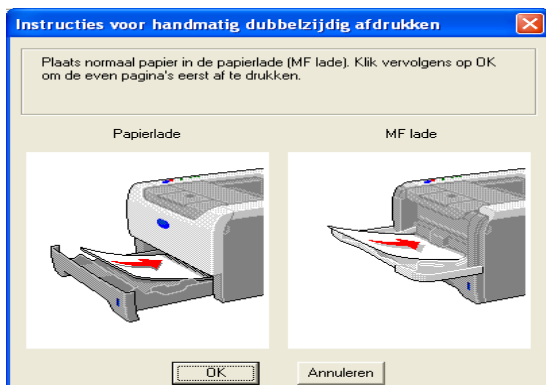 Instructies voor handmatig dubbelzijdig afdrukken
Plaats normaal papier in de papierlade (MF lade). Klik vervolgens op OK
om de even pagina's eerst af te drukken.
Papierlade
MF lade
OK
Annuleren